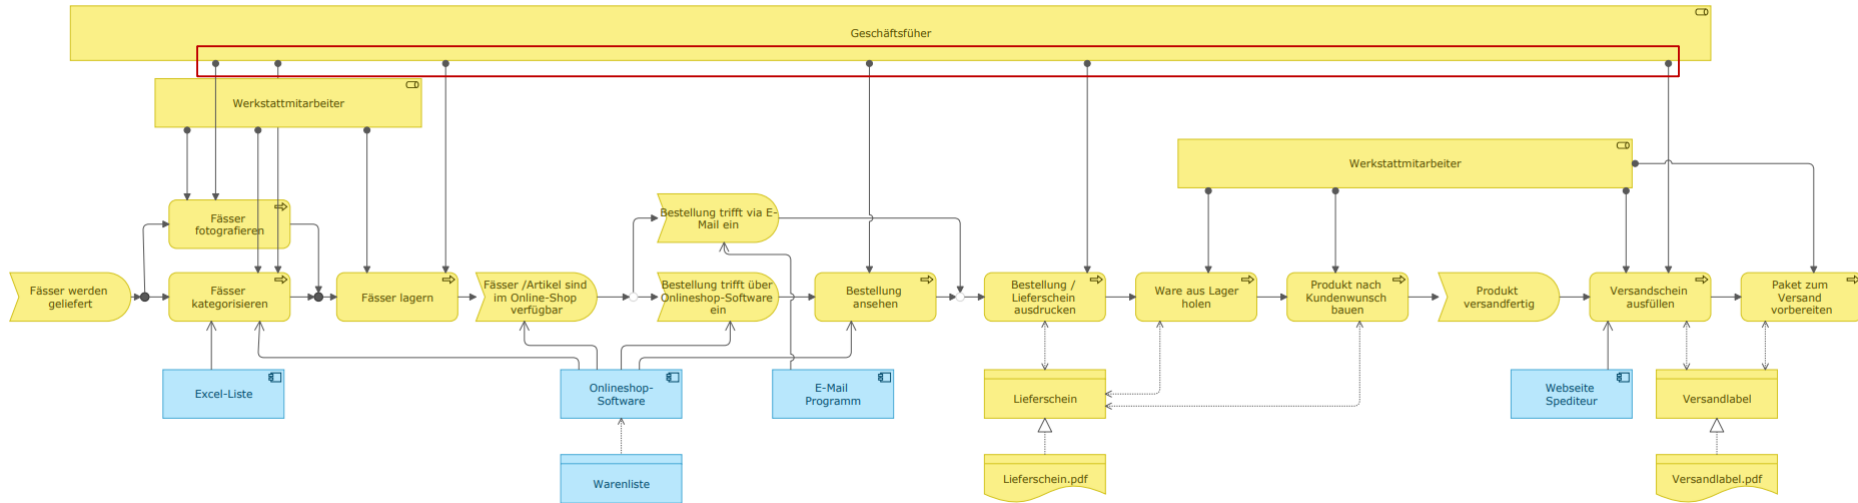 Geschäftsfüher
Werkstattmitarbeiter
Werkstattmitarbeiter
Fässer
fotografieren
Bestellung trifft via E-
Mail ein
Fässer werden
geliefert
Fässer
kategorisieren
Fässer lagern
Fässer /Artikel sind
im Online-Shop
verfügbar
Bestellung trifft über
Onlineshop-Software
ein
Bestellung
ansehen
Bestellung /
Lieferschein
ausdrucken
Ware aus Lager
holen
Produkt nach
Kundenwunsch
bauen
Produkt
versandfertig
Versandschein
ausfüllen
Paket zum
Versand
vorbereiten
Excel-Liste
Onlineshop-
Software
E-Mail
Programm
Lieferschein
Webseite
Spediteur
Versandlabel
Warenliste
Lieferschein.pdf
Versandlabel.pdf